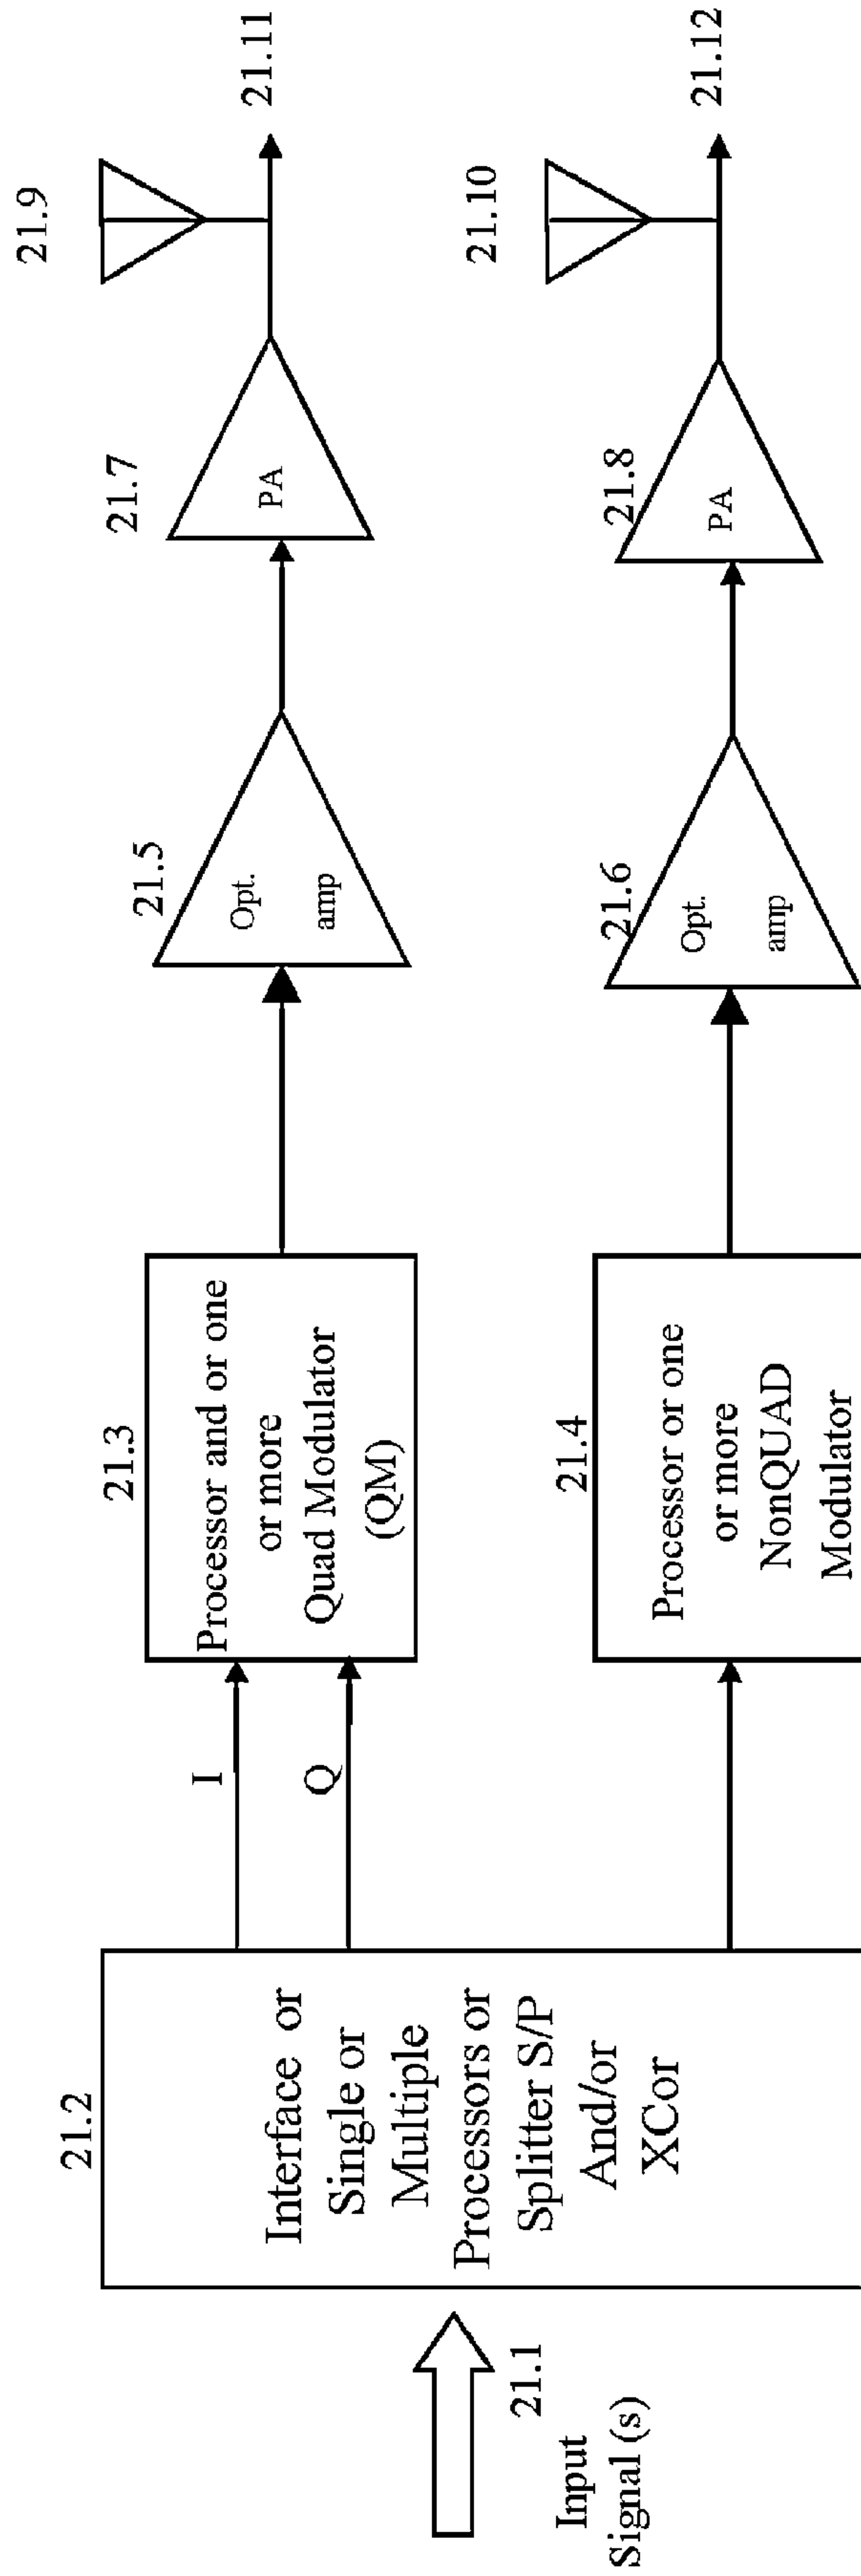 21.1
Input
Signal (s)
21.2
Interface or
Single or
Multiple
Processors or
Splitter S/P
And/or
XCor
I
Q
21.3
Processor and or one
or more
Quad Modulator
(QM)
21.5
Opt.
amp
21.7
PA
21.9
21.11
21.4
Processor or one
or more
NonQUAD
Modulator
21.6
Opt.
amp
21.8
PA
21.10
21.12